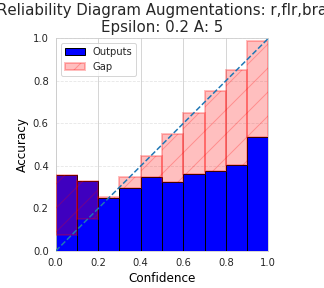 Reliability Diagram Augmentations: r,flr,bra
Epsilon: 0.2 A: 5
1.0
Outputs
Gap
0.8
0.6
Accuracy
0.4
0.2
0.0
0.0 0.2 0.4 0.6 0.8 1.0
Confidence